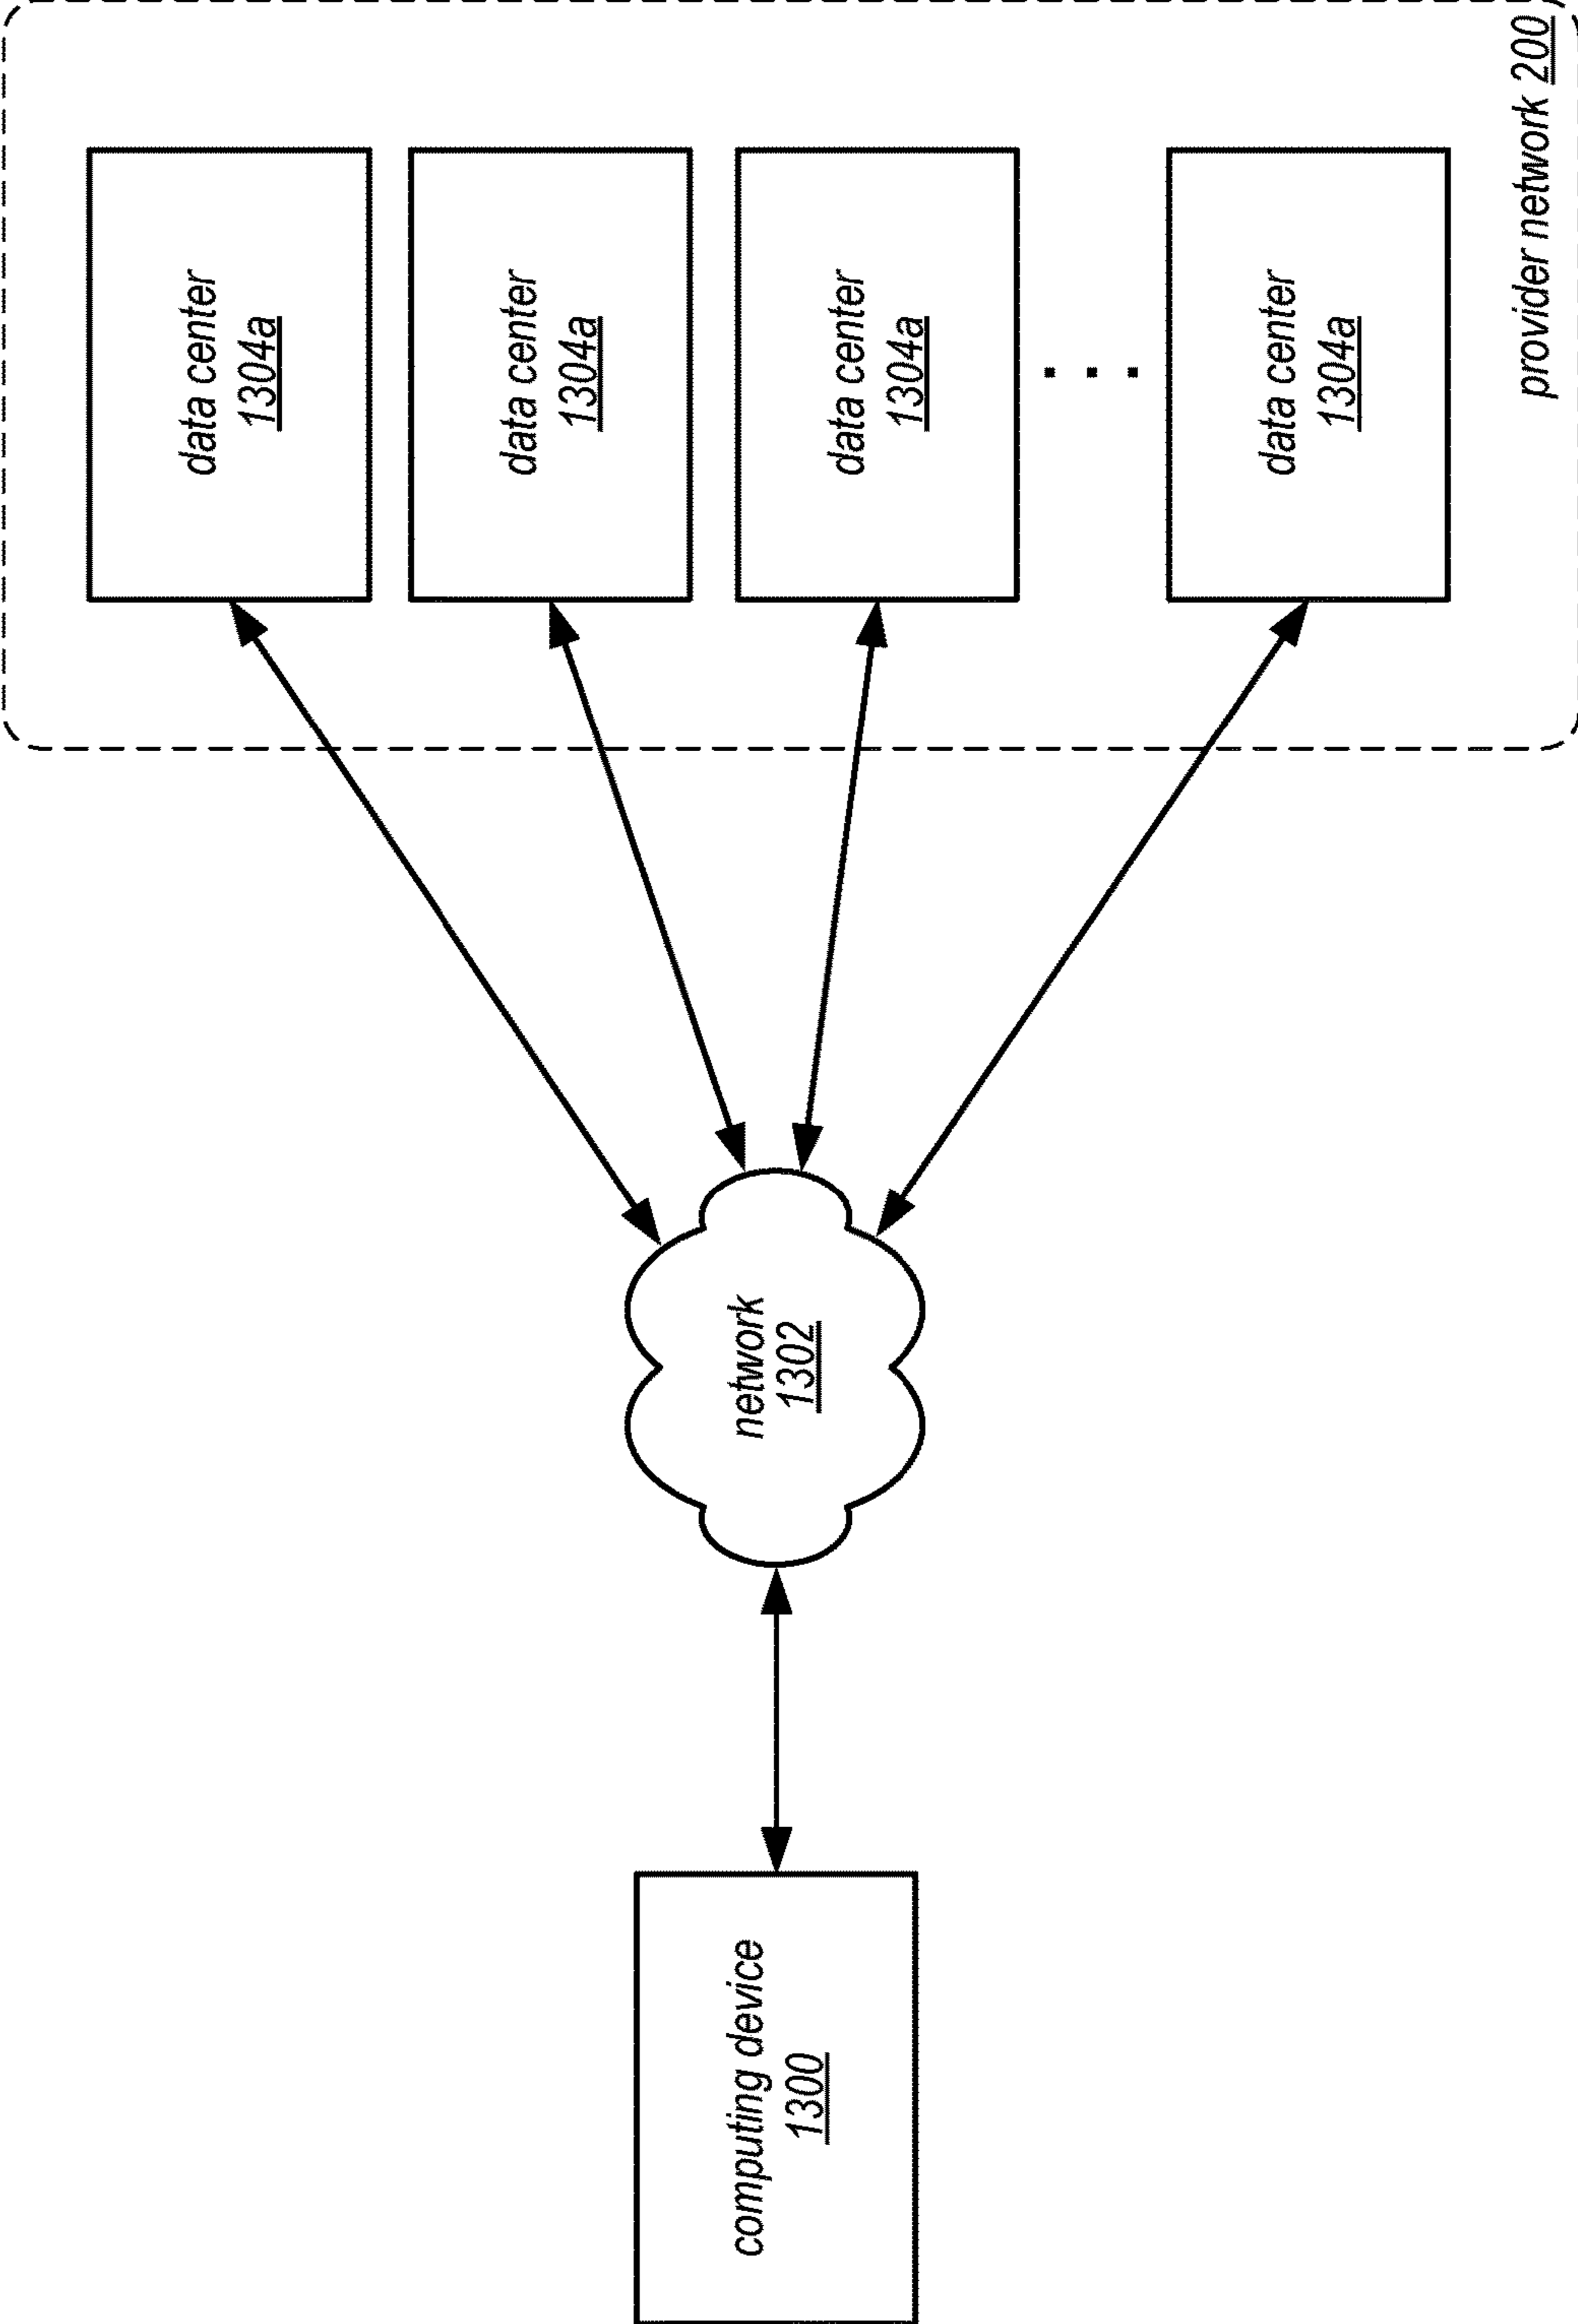 data center
1304a
data center
1304a
data center
1304a
. . .
data center
1304a
provider network 200
network
1302
computing device
1300